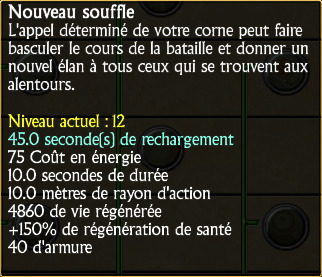 Nouveau souffle
L'appel déterminé de votre corne peut faire
basculer le cours de la bataille et donner un
nouvel élan à tous ceux qui se trouvent aux
alentours.
Niveau actuel : 12
45.0 seconde(s) de rechargement
75 Coût en énergie
10.0 secondes de durée
10.0 mètres de rayon d'action
4860 de vie régénérée
+150% de régénération de santé
40 d'armure